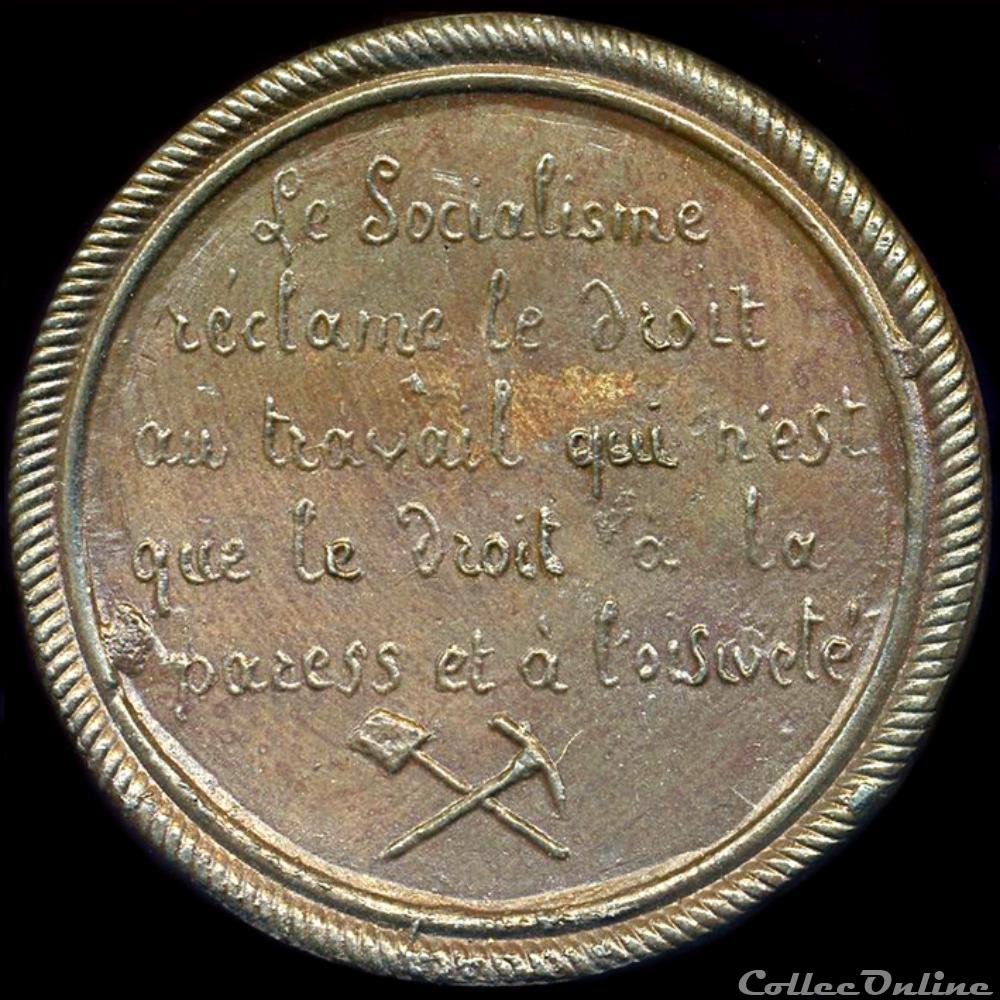 Le Socialisme
réclame le droit
au travail qui n'est
que le droit a la
paress et à l'oisiveté
CollecOnline